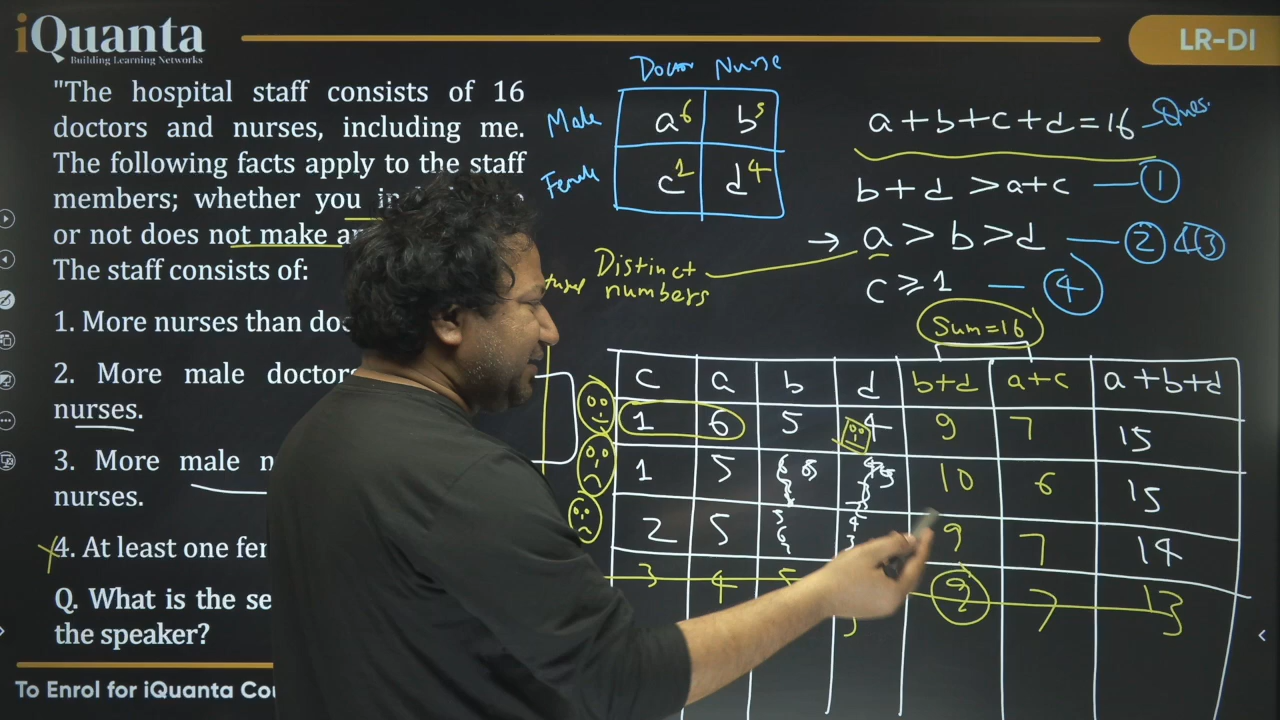 iQuanta
Building Learning Networks
LR-DI
"The hospital staff consists of 16
doctors and nurses, including me.
The following facts apply to the staff
members; whether you in
or not does not make a
The staff consists of:
1. More nurses than do
2. More male doctors
nurses.
3. More male n
nurses.
4. At least one fe
Q. What is the se
the speaker?
To Enrol for iQuanta Cou
Doctor Nurse
Male a6 b5
Female c1 d4
a+b+c+d=16 Ques.
b+d>a+c 1
a>b>d 2 3
c≥1 4
Distinct
numbers
Sum=16
c a b d b+d a+c a+b+d
1 6 5 4 9 7 15
1 5 10 6 15
2 5 9 7 14
3 4 5 9 7 13